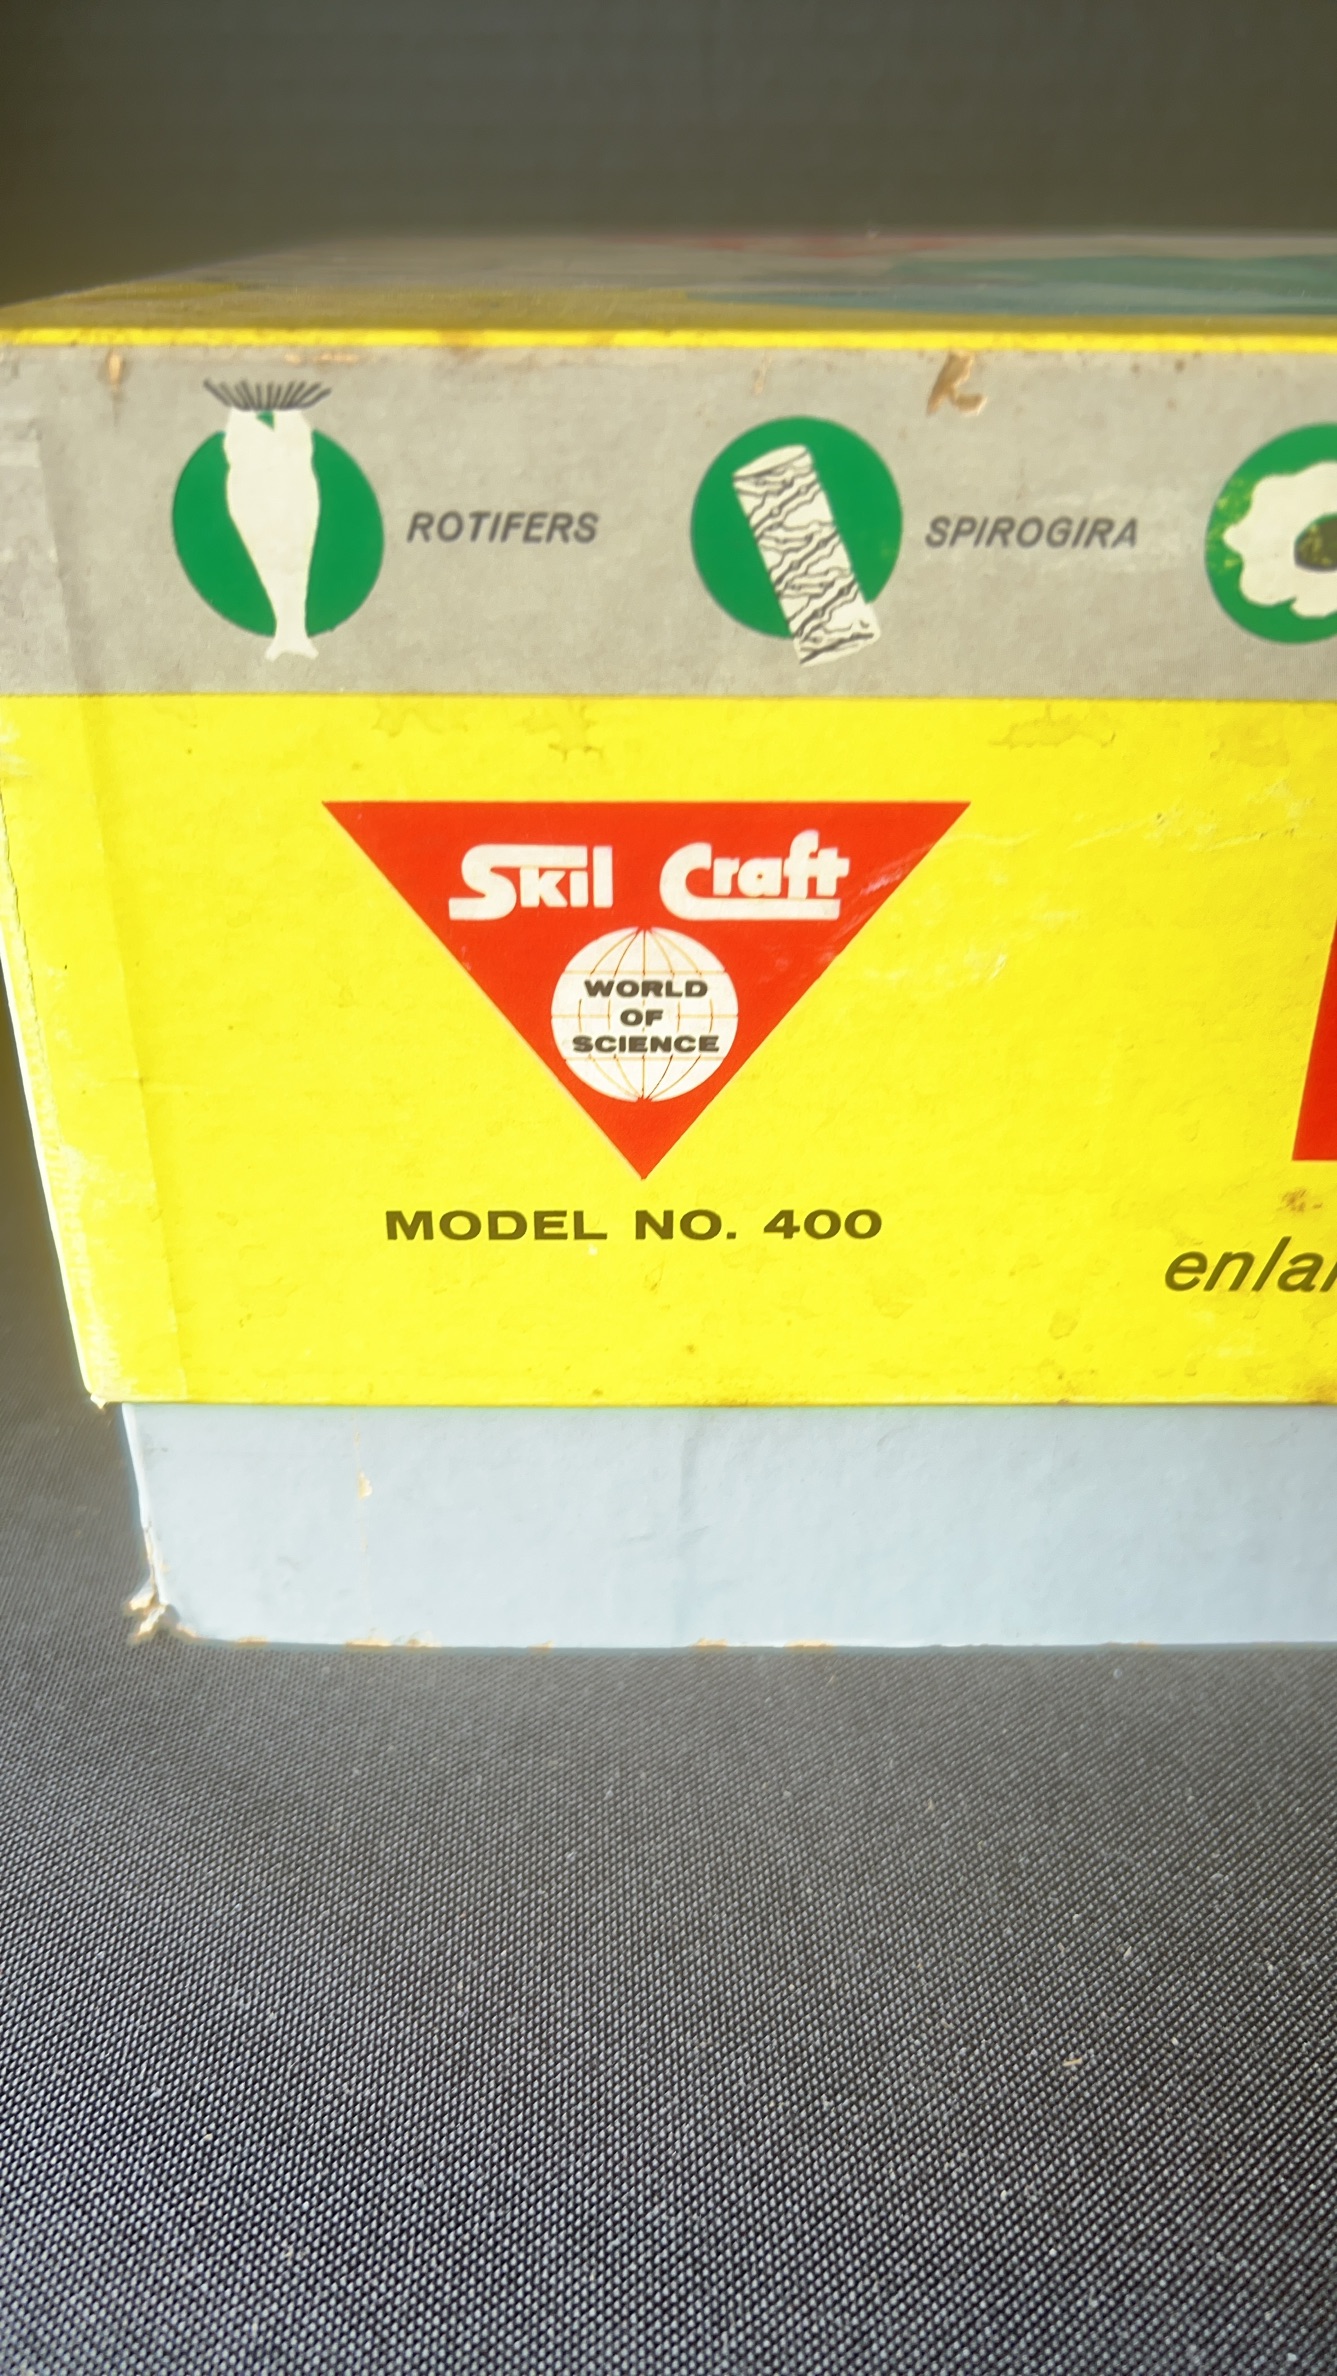 ROTIFERS
SPIROGIRA
Skil Craft
WORLD
OF
SCIENCE
MODEL NO. 400